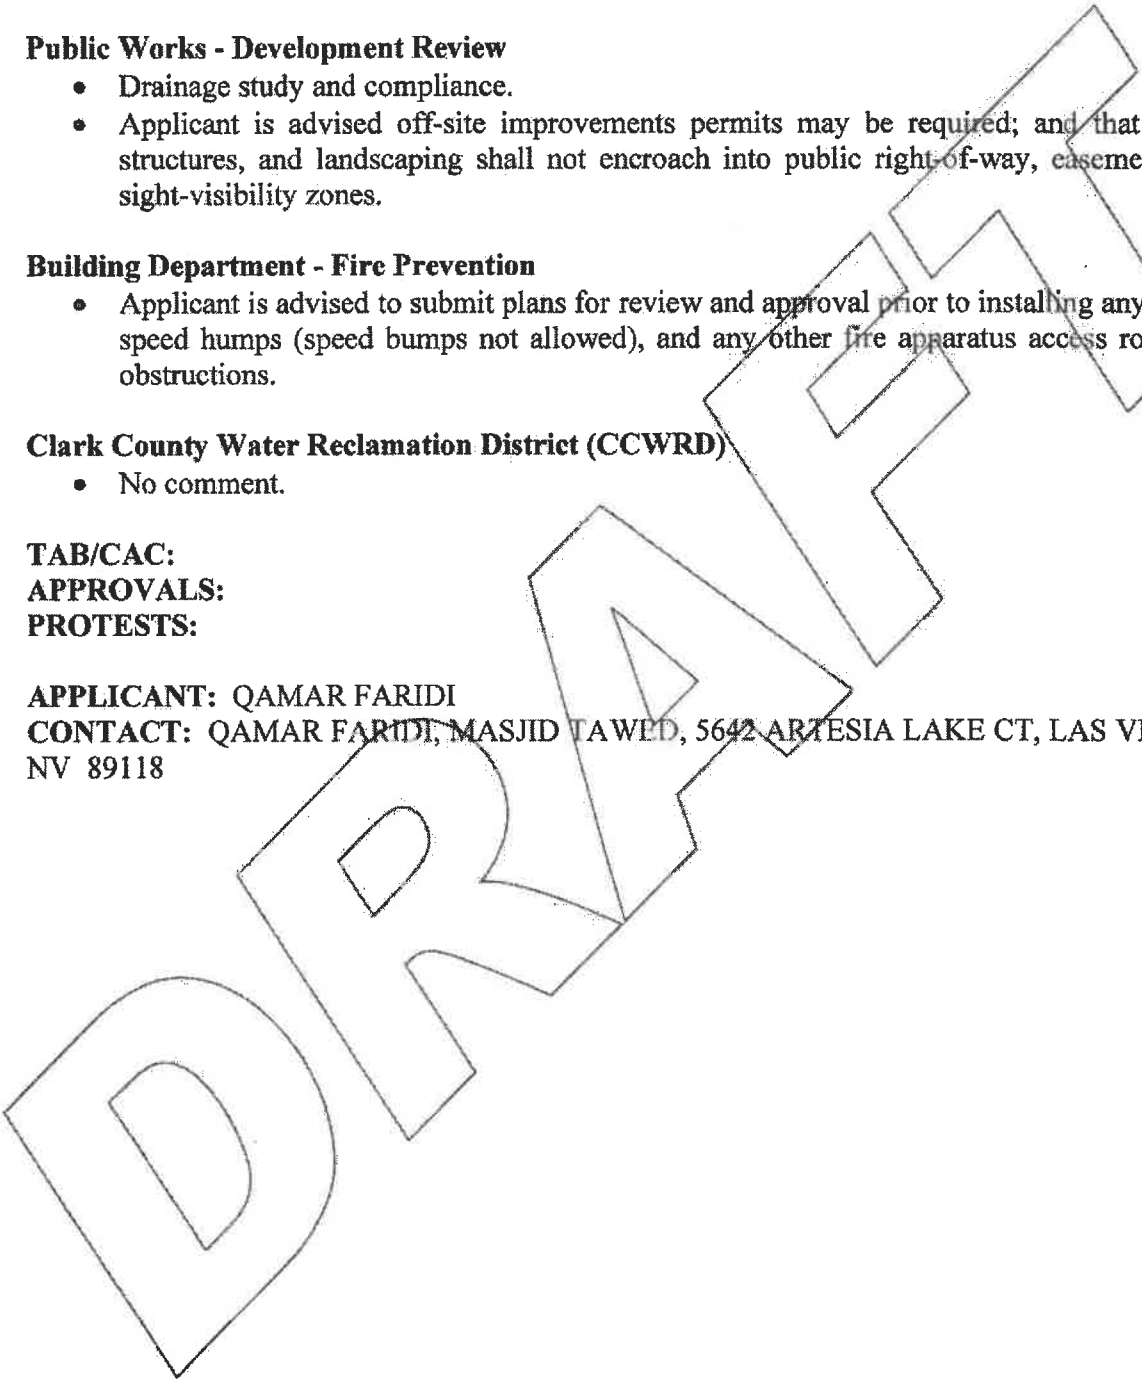 Public Works - Development Review
• Drainage study and compliance.
• Applicant is advised off-site improvements permits may be required; and that
structures, and landscaping shall not encroach into public right-of-way, easeme
sight-visibility zones.
Building Department - Fire Prevention
• Applicant is advised to submit plans for review and approval prior to installing any
speed humps (speed bumps not allowed), and any other fire apparatus access ro
obstructions.
Clark County Water Reclamation District (CCWRD)
• No comment.
TAB/CAC:
APPROVALS:
PROTESTS:
APPLICANT: QAMAR FARIDI
CONTACT: QAMAR FARIDI, MASJID TAWED, 5642 ARTESIA LAKE CT, LAS VE
NV 89118
DRAFT